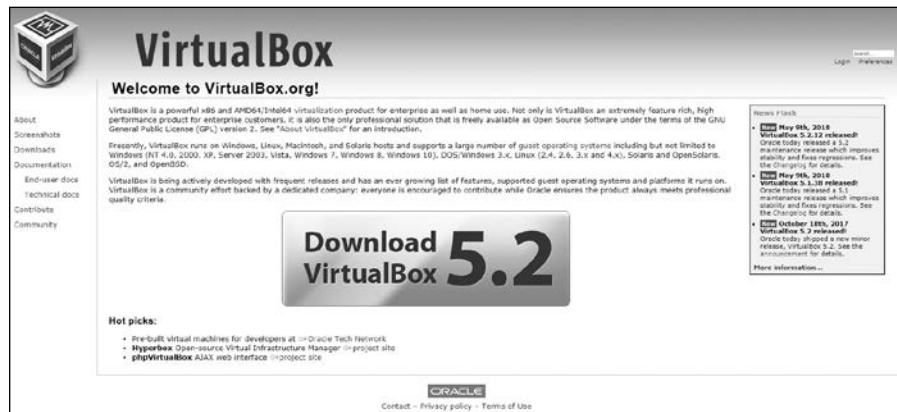 VirtualBox
search...
Login Preferences
Welcome to VirtualBox.org!
About
Screenshots
Downloads
Documentation
End-user docs
Technical docs
Contribute
Community
VirtualBox is a powerful x86 and AMD64/Intel64 virtualization product for enterprise as well as home use. Not only is VirtualBox an extremely feature rich, high
performance product for enterprise customers, it is also the only professional solution that is freely available as Open Source Software under the terms of the GNU
General Public License (GPL) version 2. See "About VirtualBox" for an introduction.
Presently, VirtualBox runs on Windows, Linux, Macintosh, and Solaris hosts and supports a large number of guest operating systems including but not limited to
Windows (NT 4.0, 2000, XP, Server 2003, Vista, Windows 7, Windows 8, Windows 10), DOS/Windows 3.x, Linux (2.4, 2.6, 3.x and 4.x), Solaris and OpenSolaris,
OS/2, and OpenBSD.
VirtualBox is being actively developed with frequent releases and has an ever growing list of features, supported guest operating systems and platforms it runs on.
VirtualBox is a community effort backed by a dedicated company: everyone is encouraged to contribute while Oracle ensures the product always meets professional
quality criteria.
Download
VirtualBox 5.2
Hot picks:
• Pre-built virtual machines for developers at Oracle Tech Network
• Hyperbox Open-source Virtual Infrastructure Manager project site
• phpVirtualBox AJAX web interface project site
News Flash
• New May 9th, 2018
VirtualBox 5.2.12 released!
Oracle today released a 5.2
maintenance release which improves
stability and fixes regressions. See
the Changelog for details.
• New May 9th, 2018
VirtualBox 5.1.38 released!
Oracle today released a 5.1
maintenance release which improves
stability and fixes regressions. See
the Changelog for details.
• New October 18th, 2017
VirtualBox 5.2 released!
Oracle today shipped a new minor
release, VirtualBox 5.2. See the
announcement for details.
More information...
ORACLE
Contact – Privacy policy – Terms of Use